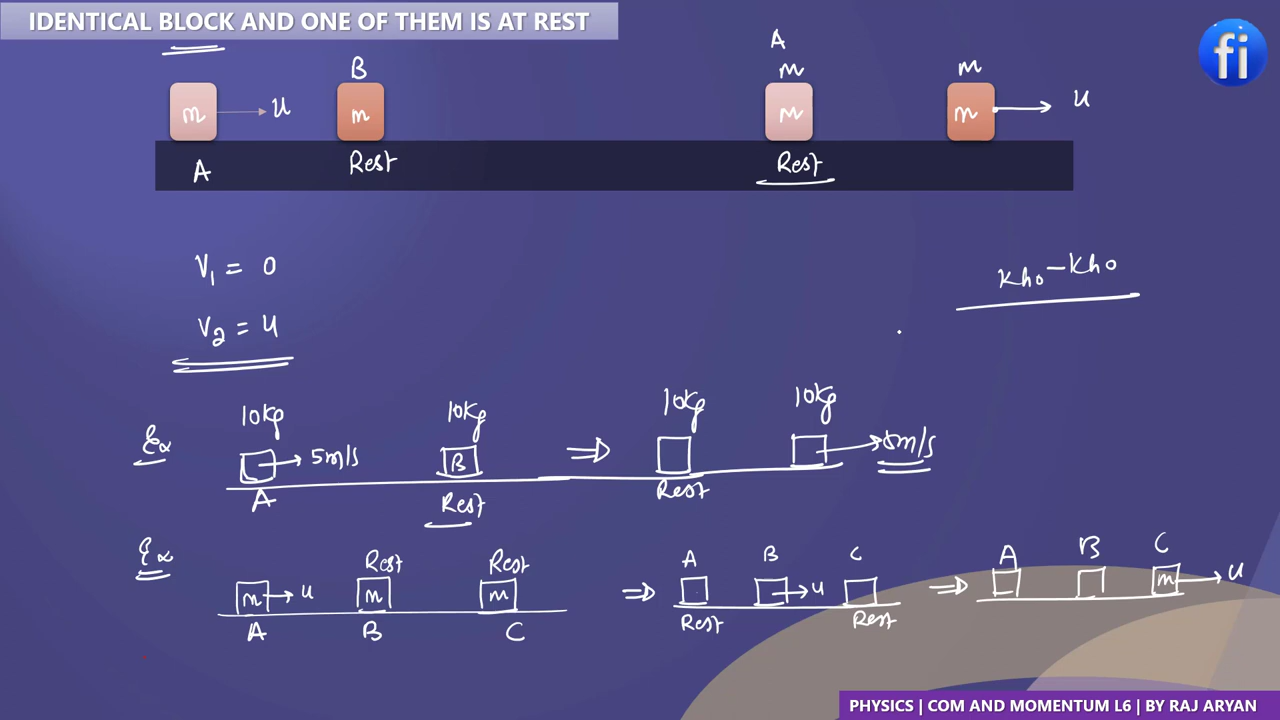 IDENTICAL BLOCK AND ONE OF THEM IS AT REST
fi
A
B m m
m u m m m u
A Rest Rest
V₁ = 0
Kho-Kho
V₂ = u
10kg 10kg 10kg 10kg
Ex 5m/s B ⇒ 5m/s
A Rest Rest
Ex Rest Rest A B C A B C
m u m m ⇒ u ⇒ m u
A B C Rest Rest
PHYSICS | COM AND MOMENTUM L6 | BY RAJ ARYAN